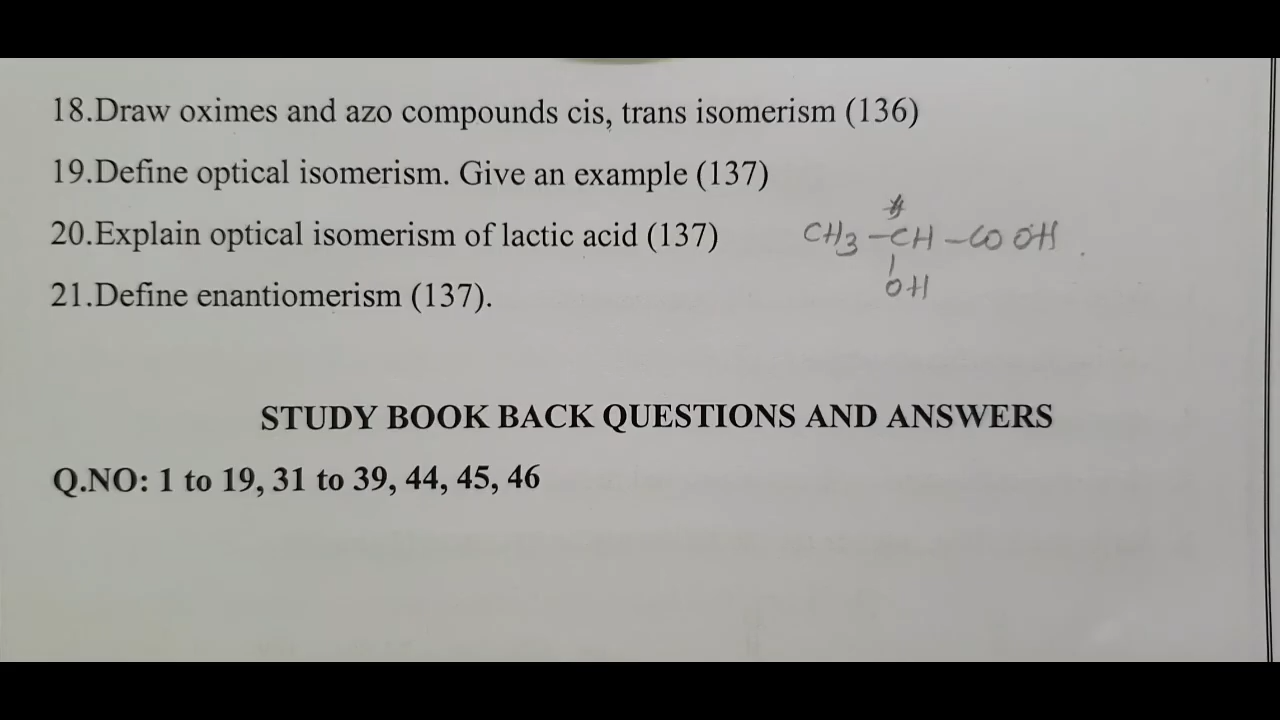 18.Draw oximes and azo compounds cis, trans isomerism (136)
19.Define optical isomerism. Give an example (137)
*
20.Explain optical isomerism of lactic acid (137) CH3 – CH – COOH
|
OH
21.Define enantiomerism (137).
STUDY BOOK BACK QUESTIONS AND ANSWERS
Q.NO: 1 to 19, 31 to 39, 44, 45, 46